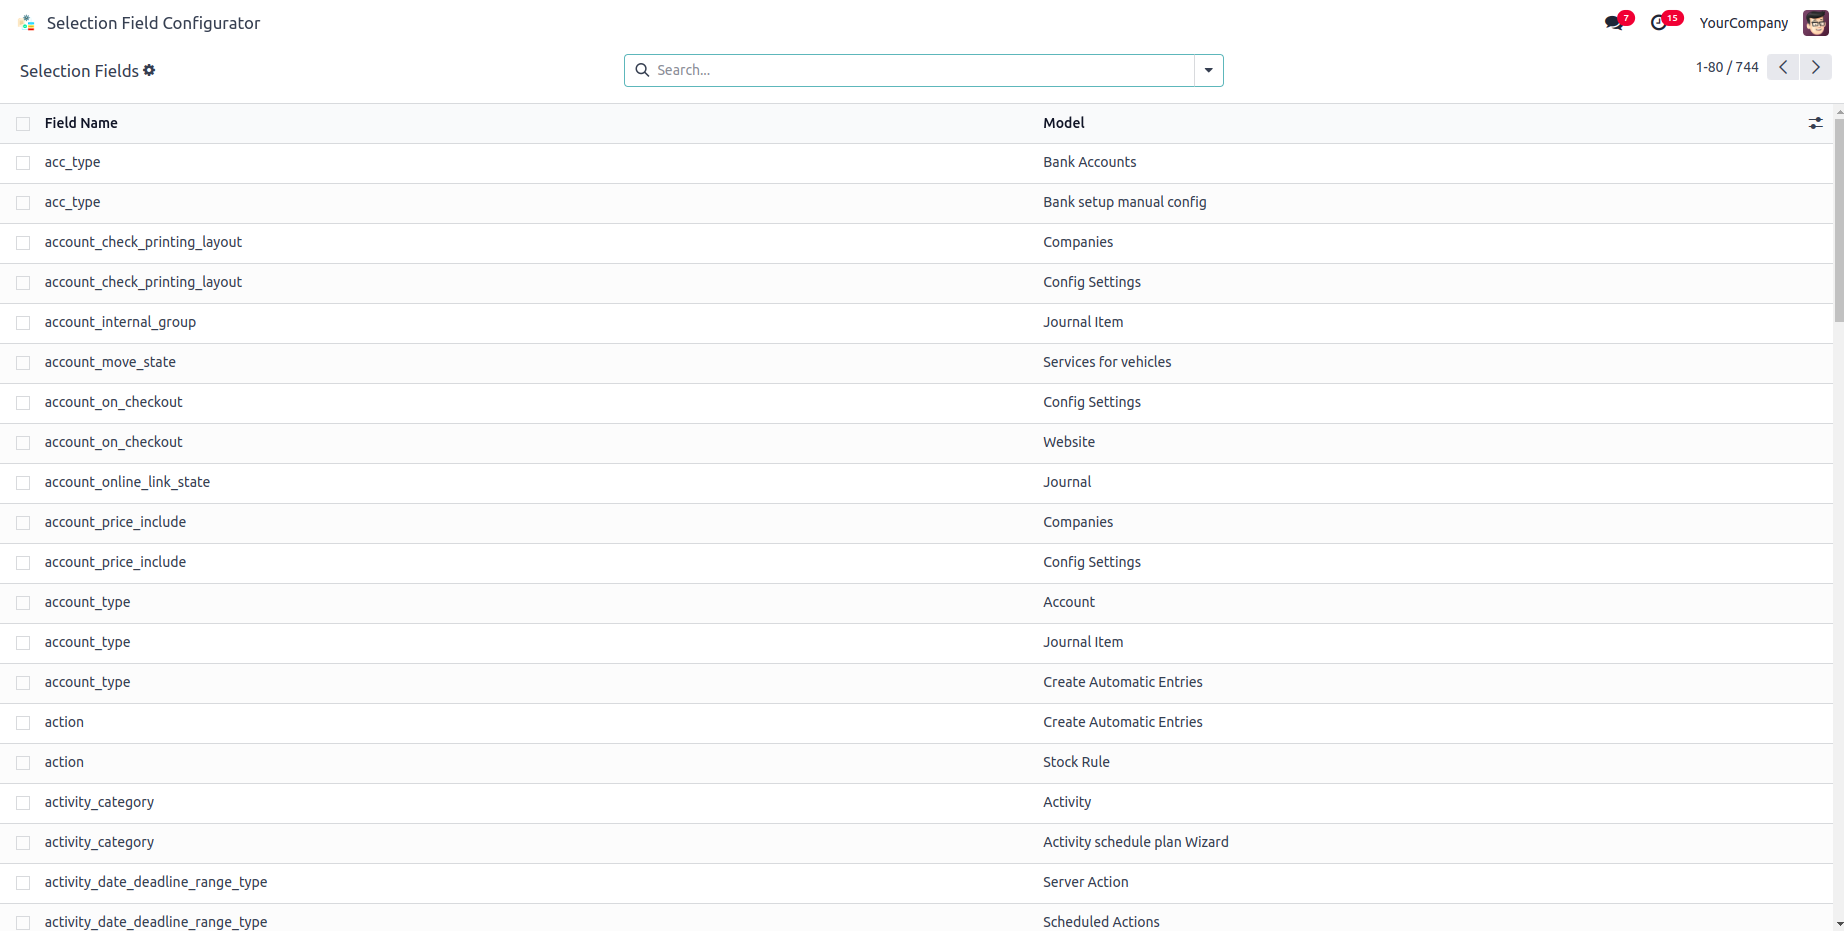 Selection Field Configurator
7
15
YourCompany
Selection Fields
Search...
1-80 / 744
Field Name Model
acc_type Bank Accounts
acc_type Bank setup manual config
account_check_printing_layout Companies
account_check_printing_layout Config Settings
account_internal_group Journal Item
account_move_state Services for vehicles
account_on_checkout Config Settings
account_on_checkout Website
account_online_link_state Journal
account_price_include Companies
account_price_include Config Settings
account_type Account
account_type Journal Item
account_type Create Automatic Entries
action Create Automatic Entries
action Stock Rule
activity_category Activity
activity_category Activity schedule plan Wizard
activity_date_deadline_range_type Server Action
activity_date_deadline_range_type Scheduled Actions